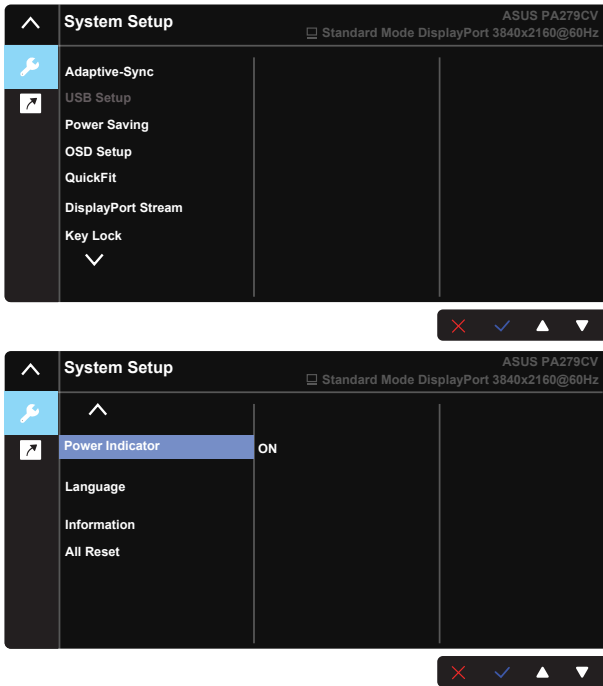 System Setup
ASUS PA279CV
Standard Mode DisplayPort 3840x2160@60Hz
Adaptive-Sync
USB Setup
Power Saving
OSD Setup
QuickFit
DisplayPort Stream
Key Lock
System Setup
ASUS PA279CV
Standard Mode DisplayPort 3840x2160@60Hz
Power Indicator
ON
Language
Information
All Reset